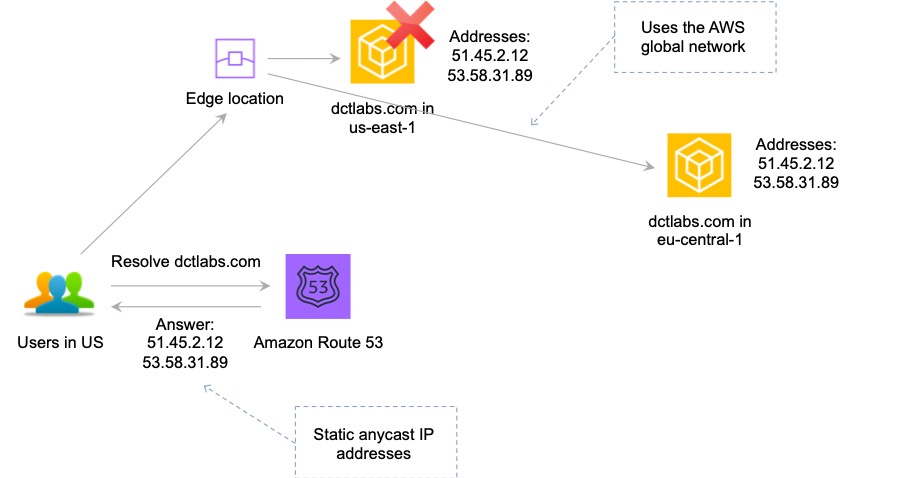 Addresses:
51.45.2.12
53.58.31.89
Uses the AWS
global network
Edge location
dctlabs.com in
us-east-1
Addresses:
51.45.2.12
53.58.31.89
dctlabs.com in
eu-central-1
Resolve dctlabs.com
53
Users in US
Answer:
51.45.2.12
53.58.31.89
Amazon Route 53
Static anycast IP
addresses